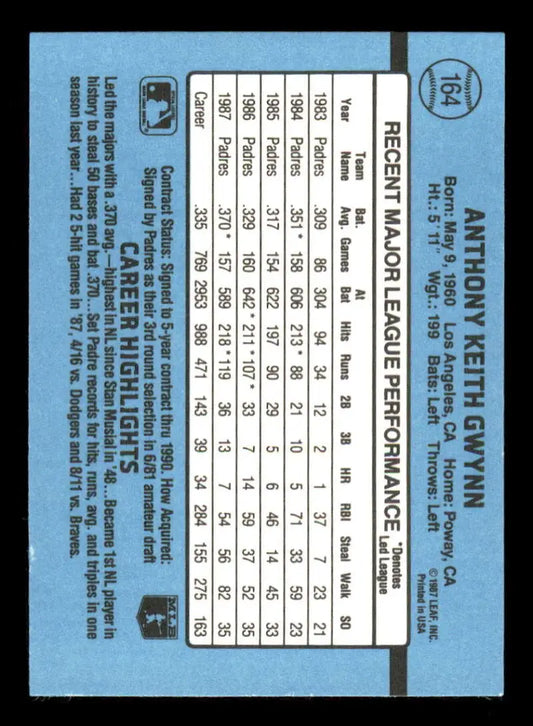 164
ANTHONY KEITH GWYNN
Born: May 9, 1960 Los Angeles, CA Home: Poway, CA
Ht.: 5'11" Wgt.: 199 Bats: Left Throws: Left
©1987 LEAF, INC.
Printed in USA
RECENT MAJOR LEAGUE PERFORMANCE *Denotes Led League
Year Team Name Bat. Avg. Games At Bat Hits Runs 2B 3B HR RBI Steal Walk SO
1983 Padres .309 86 304 94 34 12 2 1 37 7 23 21
1984 Padres .351* 158 606 213* 88 21 10 5 71 33 59 23
1985 Padres .317 154 622 197 90 29 5 6 46 14 45 33
1986 Padres .329 160 642* 211* 107* 33 7 14 59 37 52 35
1987 Padres .370* 157 589 218* 119 36 13 7 54 56 82 35
Career .335 769 2953 988 471 143 39 34 284 155 275 163
Contract Status: Signed to 5-year contract thru 1990. How Acquired:
Signed by Padres as their 3rd round selection in 6/81 amateur draft
MLB
CAREER HIGHLIGHTS
Led the majors with a .370 avg.—highest in NL since Stan Musial in '48...Became 1st NL player in
history to steal 50 bases and bat .370...Set Padre records for hits, runs, avg. and triples in one
season last year...Had 2 5-hit games in '87, 4/16 vs. Dodgers and 8/11 vs. Braves.